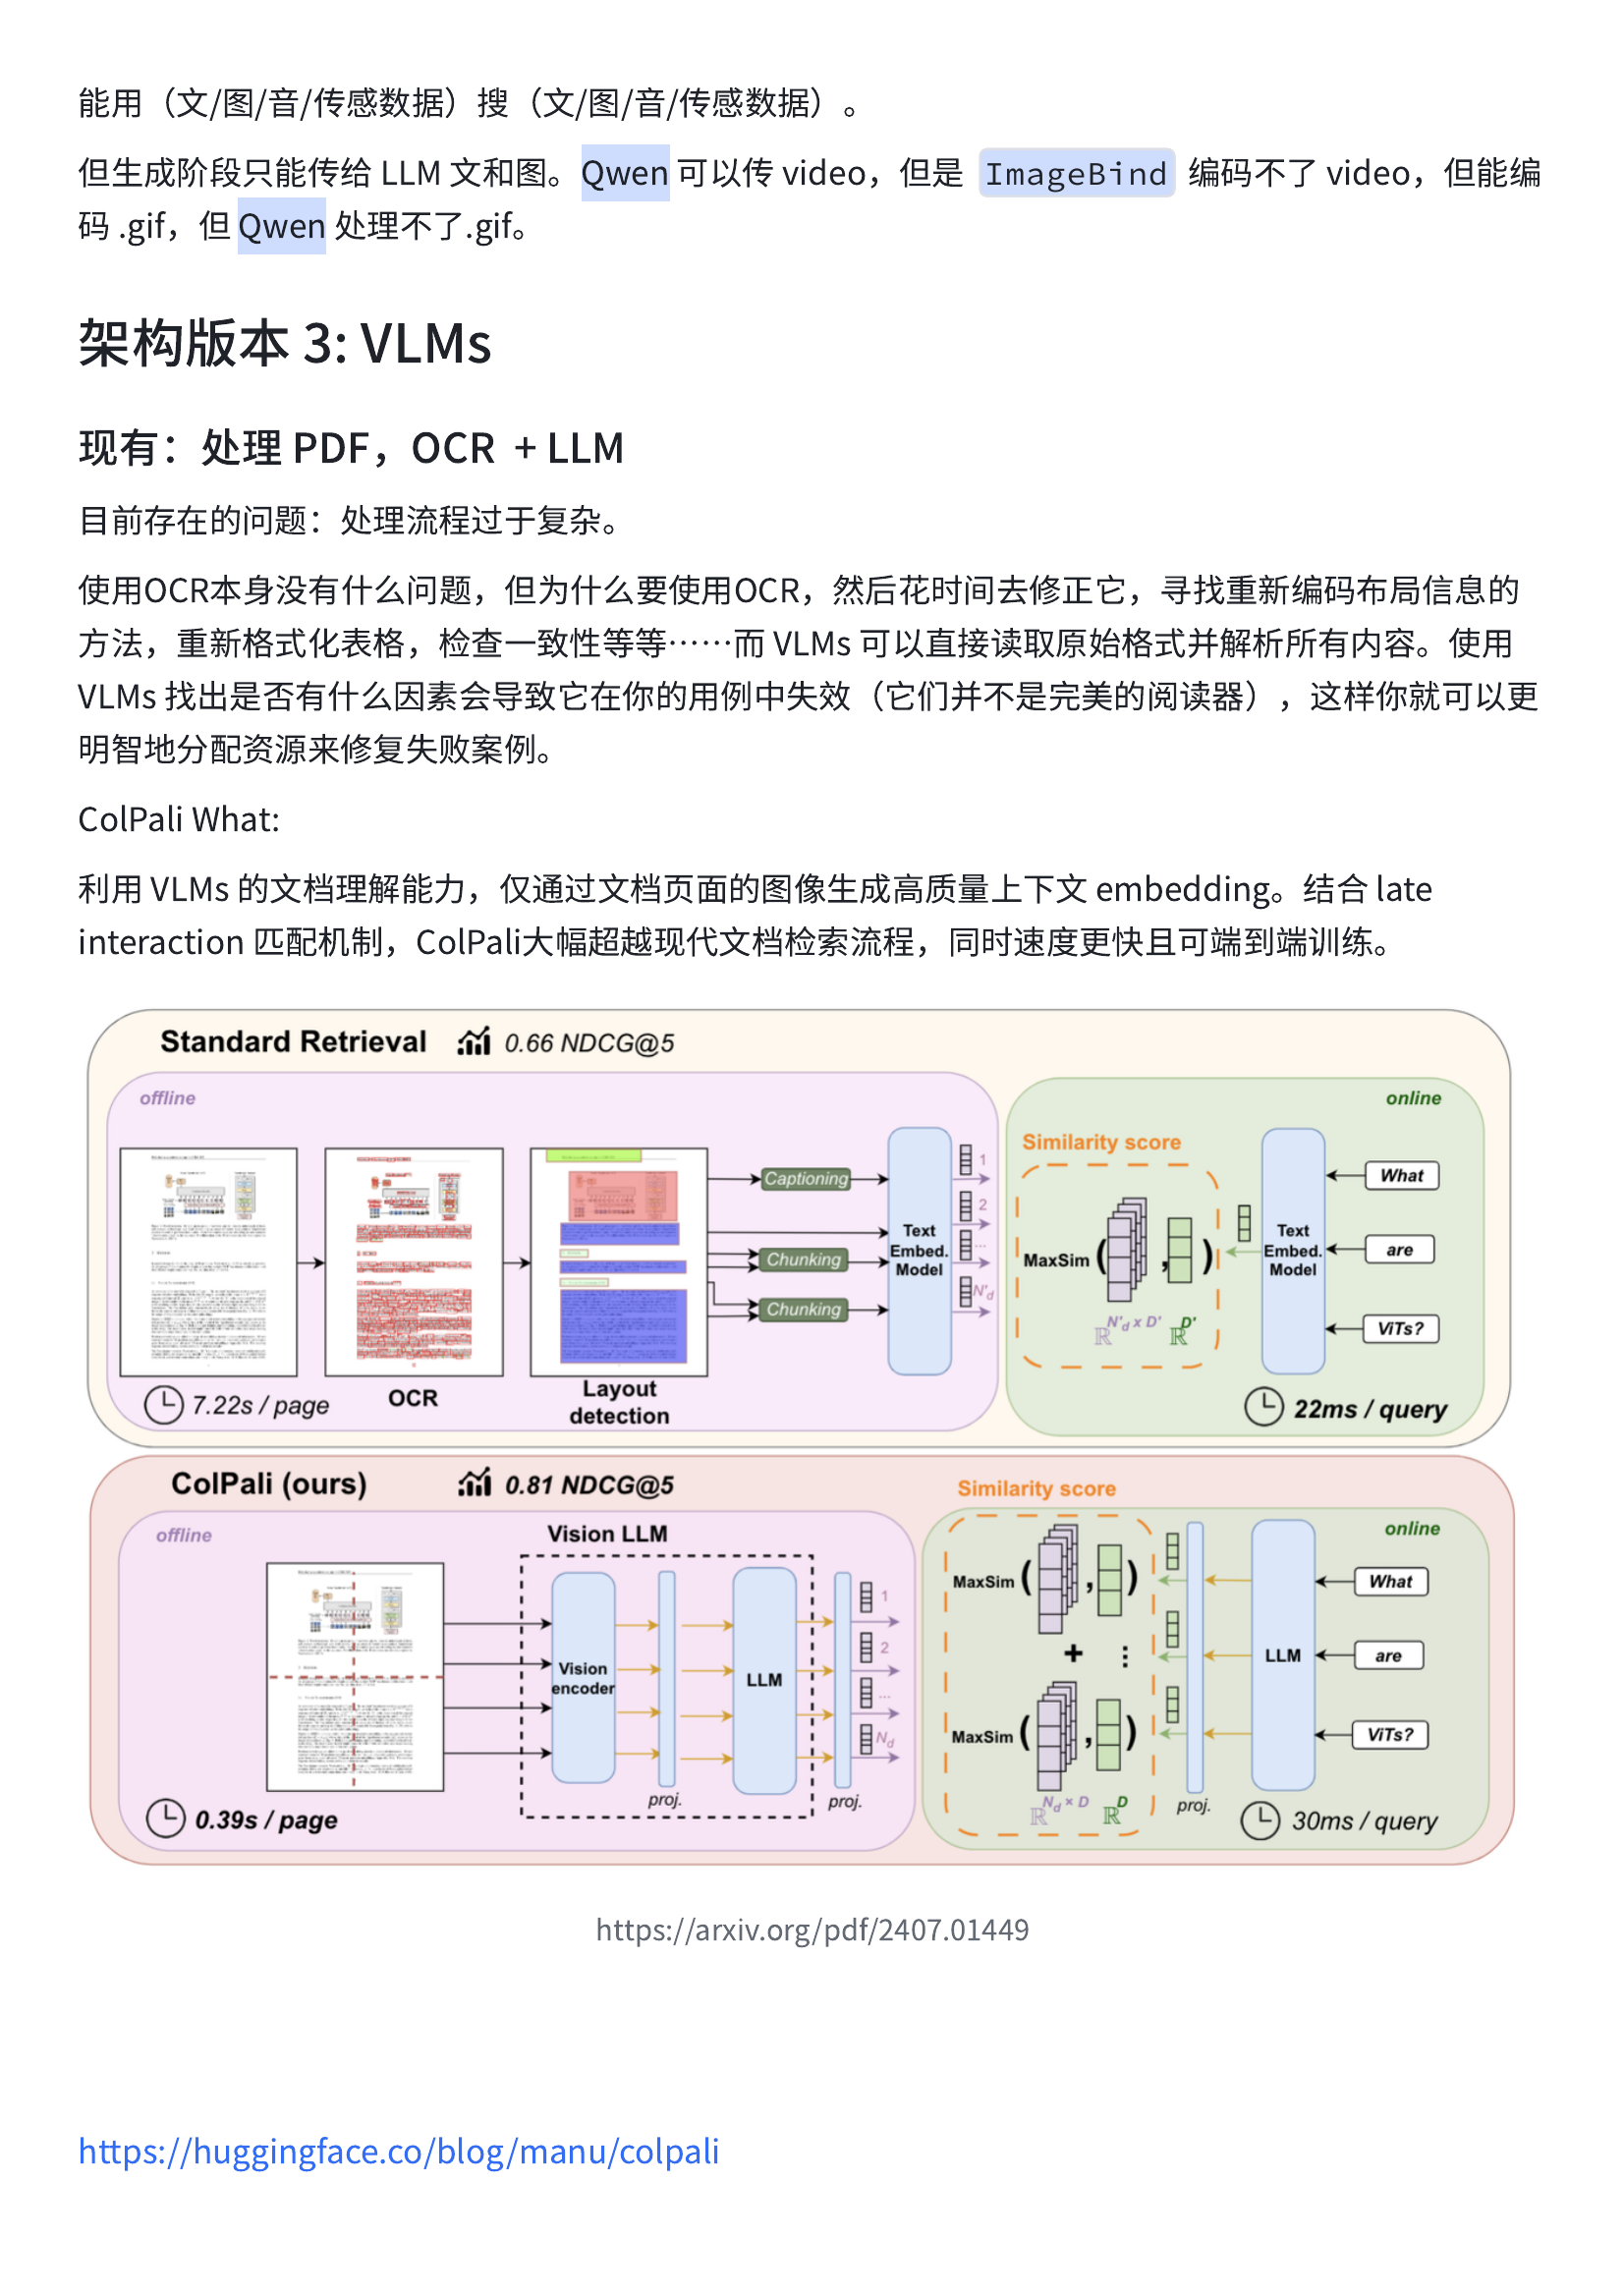 能用（文/图/音/传感数据）搜（文/图/音/传感数据）。
但生成阶段只能传给 LLM 文和图。Qwen 可以传 video，但是 ImageBind 编码不了 video，但能编
码 .gif，但 Qwen 处理不了.gif。
架构版本 3: VLMs
现有：处理 PDF，OCR + LLM
目前存在的问题：处理流程过于复杂。
使用OCR本身没有什么问题，但为什么要使用OCR，然后花时间去修正它，寻找重新编码布局信息的
方法，重新格式化表格，检查一致性等等……而 VLMs 可以直接读取原始格式并解析所有内容。使用
VLMs 找出是否有什么因素会导致它在你的用例中失效（它们并不是完美的阅读器），这样你就可以更
明智地分配资源来修复失败案例。
ColPali What:
利用 VLMs 的文档理解能力，仅通过文档页面的图像生成高质量上下文 embedding。结合 late
interaction 匹配机制，ColPali大幅超越现代文档检索流程，同时速度更快且可端到端训练。
Standard Retrieval 0.66 NDCG@5
offline
Captioning
Chunking
Chunking
Text
Embed.
Model
1
2
...
N'd
OCR
Layout
detection
7.22s / page
online
Similarity score
MaxSim ( , )
ℝ N'd x D' ℝ D'
Text
Embed.
Model
What
are
ViTs?
22ms / query
ColPali (ours) 0.81 NDCG@5
offline
Vision LLM
Vision
encoder
proj.
LLM
proj.
1
2
...
Nd
0.39s / page
Similarity score
online
MaxSim ( , )
+ ⋮
MaxSim ( , )
ℝ Nd x D ℝ D
proj.
LLM
What
are
ViTs?
30ms / query
https://arxiv.org/pdf/2407.01449
https://huggingface.co/blog/manu/colpali